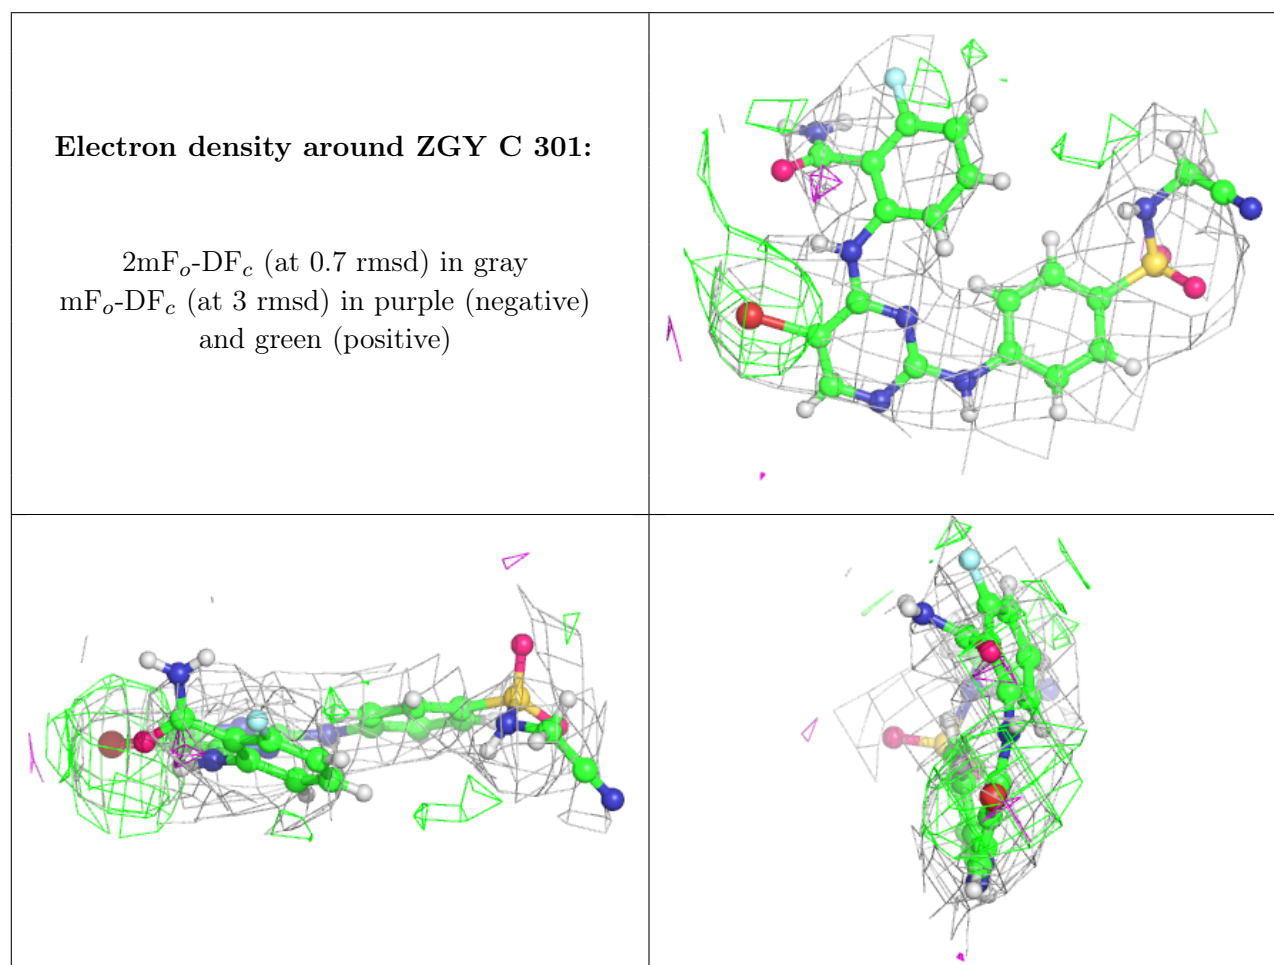 Electron density around ZGY C 301:
2mFo-DFc (at 0.7 rmsd) in gray
mFo-DFc (at 3 rmsd) in purple (negative)
and green (positive)